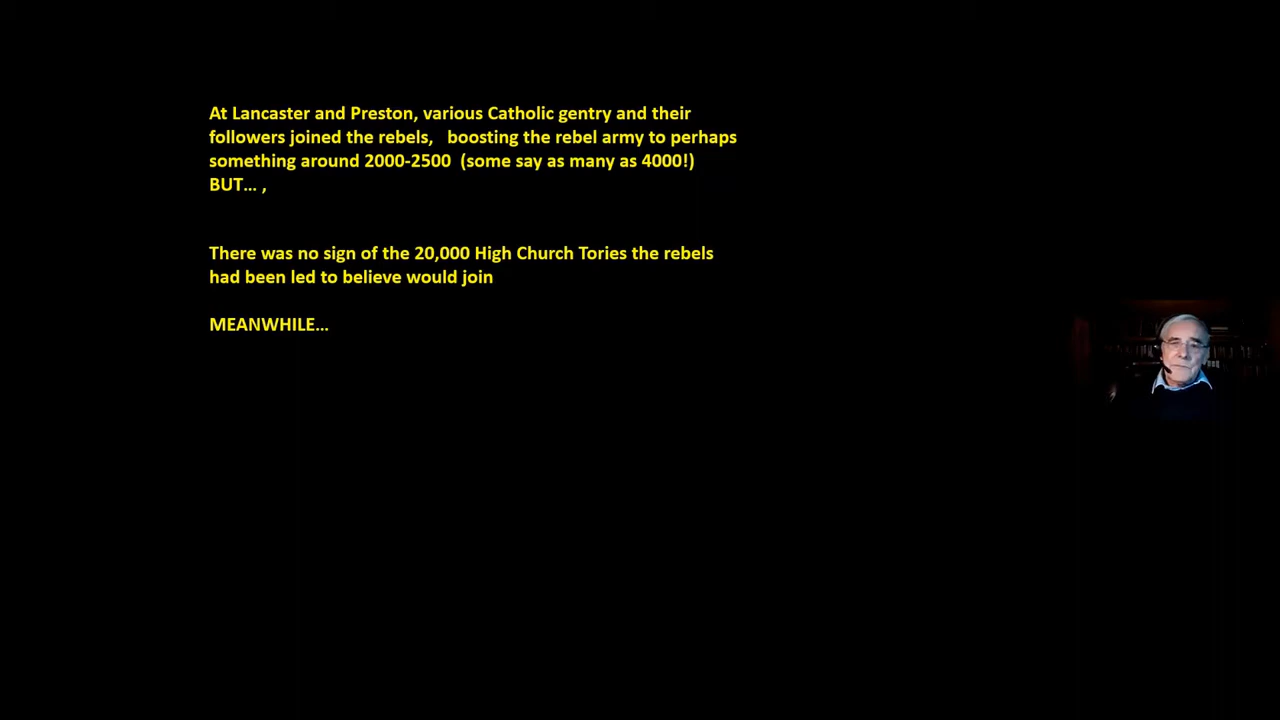 At Lancaster and Preston, various Catholic gentry and their
followers joined the rebels,   boosting the rebel army to perhaps
something around 2000-2500  (some say as many as 4000!)
BUT... ,
There was no sign of the 20,000 High Church Tories the rebels
had been led to believe would join
MEANWHILE...